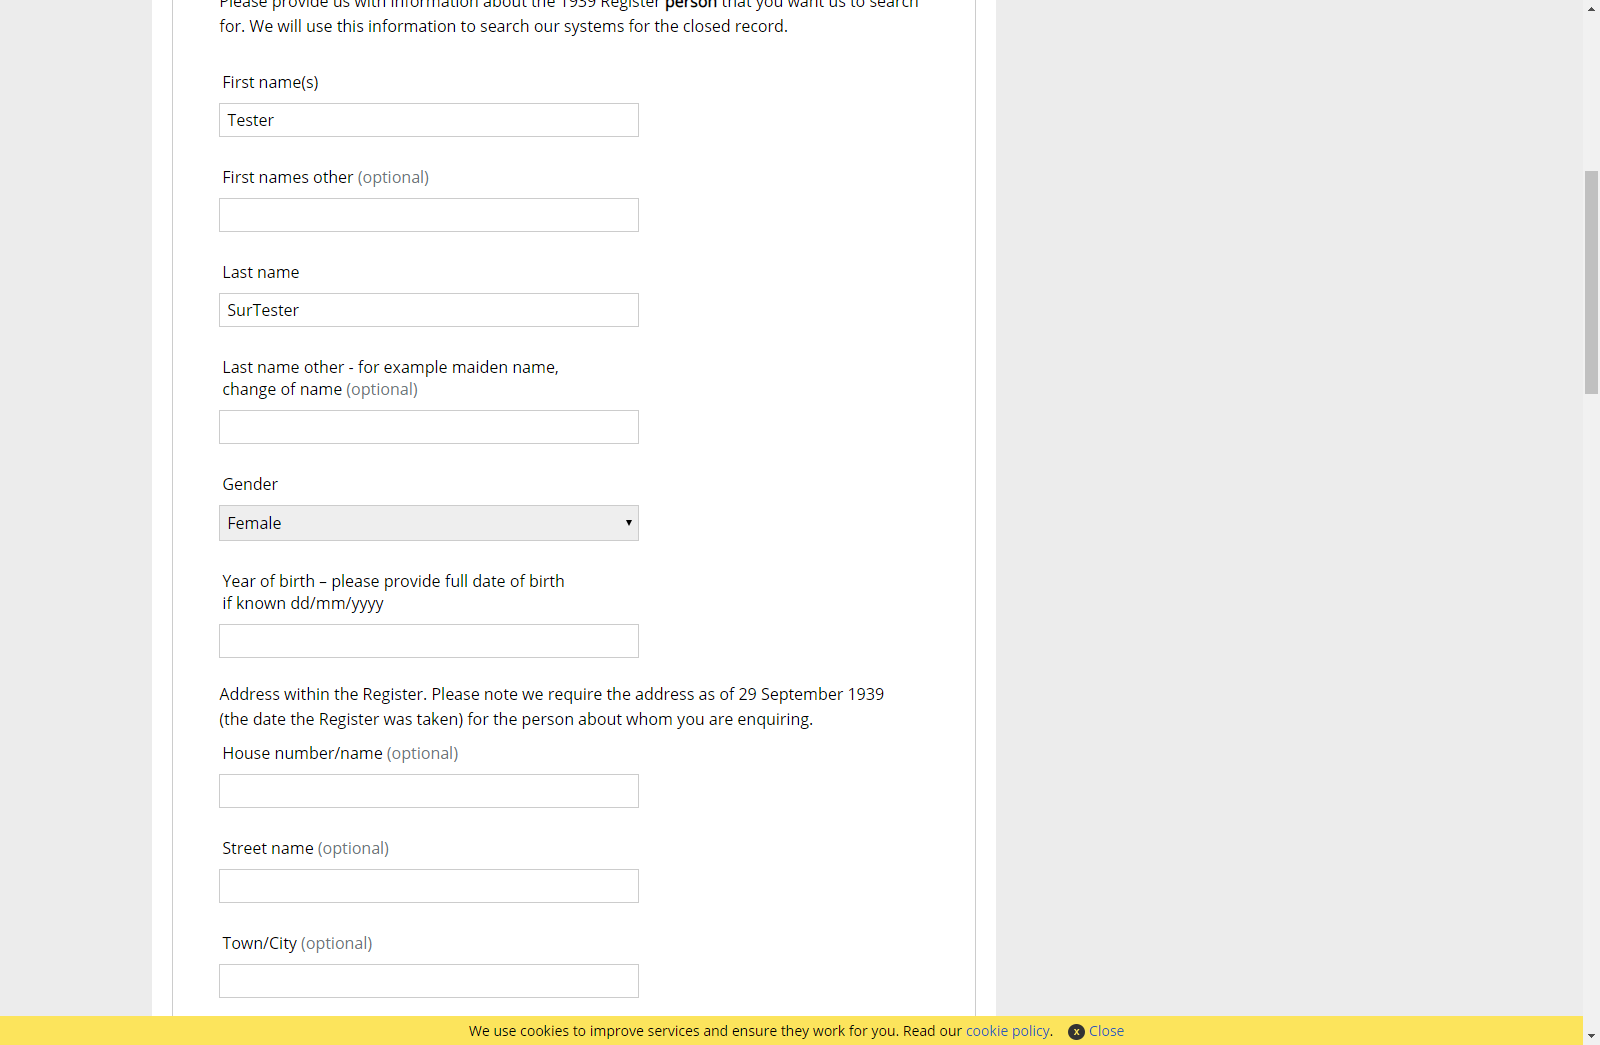 Please provide us with information about the 1939 Register person that you want us to search
for. We will use this information to search our systems for the closed record.
First name(s)
Tester
First names other (optional)
Last name
SurTester
Last name other - for example maiden name,
change of name (optional)
Gender
Female
Year of birth – please provide full date of birth
if known dd/mm/yyyy
Address within the Register. Please note we require the address as of 29 September 1939
(the date the Register was taken) for the person about whom you are enquiring.
House number/name (optional)
Street name (optional)
Town/City (optional)
We use cookies to improve services and ensure they work for you. Read our cookie policy. x Close